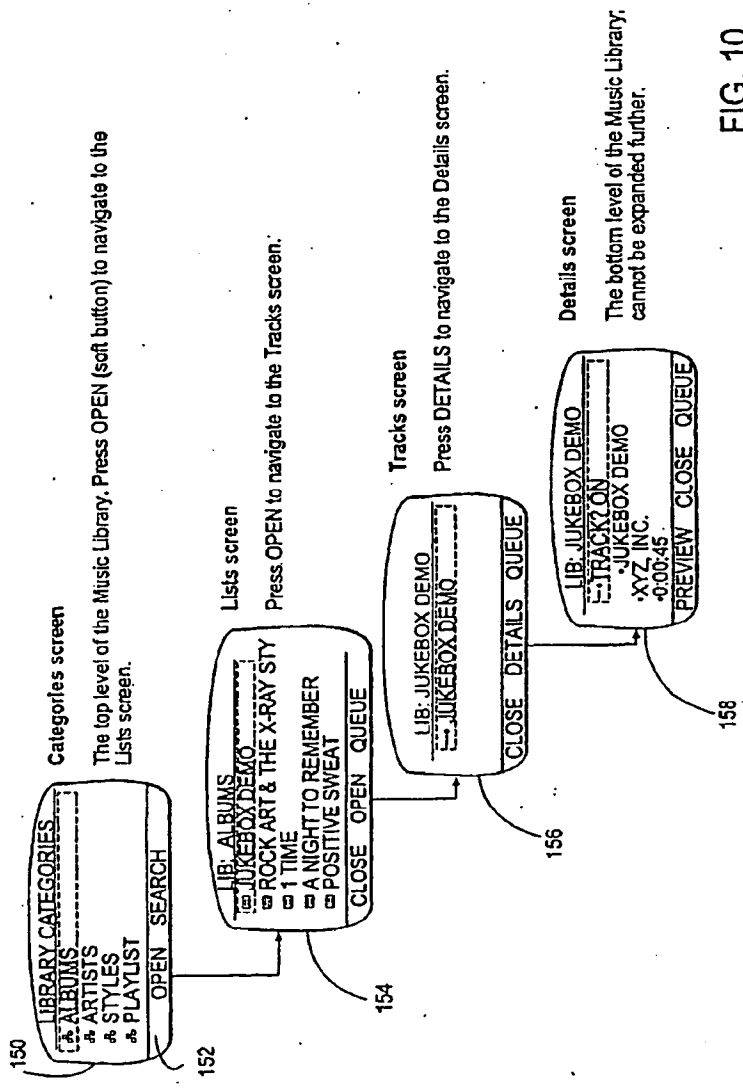 150
LIBRARY CATEGORIES
ALBUMS
ARTISTS
STYLES
PLAYLIST
OPEN SEARCH
152
Categories screen
The top level of the Music Library. Press OPEN (soft button) to navigate to the
Lists screen.
LIB: ALBUMS
JUKEBOX DEMO
ROCK ART & THE X-RAY STY
1 TIME
A NIGHT TO REMEMBER
POSITIVE SWEAT
CLOSE OPEN QUEUE
154
Lists screen
Press OPEN to navigate to the Tracks screen.
LIB: JUKEBOX DEMO
JUKEBOX DEMO
CLOSE DETAILS QUEUE
156
Tracks screen
Press DETAILS to navigate to the Details screen.
LIB: JUKEBOX DEMO
TRACK? ON
•JUKEBOX DEMO
•XYZ, INC.
•0:00:45
PREVIEW CLOSE QUEUE
158
Details screen
The bottom level of the Music Library;
cannot be expanded further.
FIG. 10